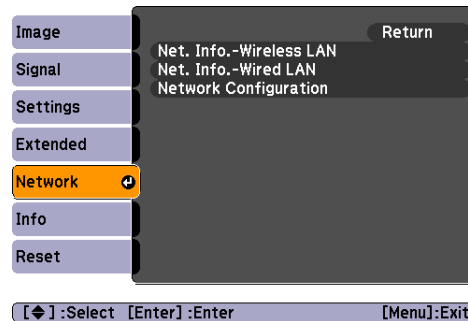 Image
Signal
Settings
Extended
Network
Info
Reset
Return
Net. Info.-Wireless LAN
Net. Info.-Wired LAN
Network Configuration
[◆] :Select [Enter] :Enter [Menu]:Exit